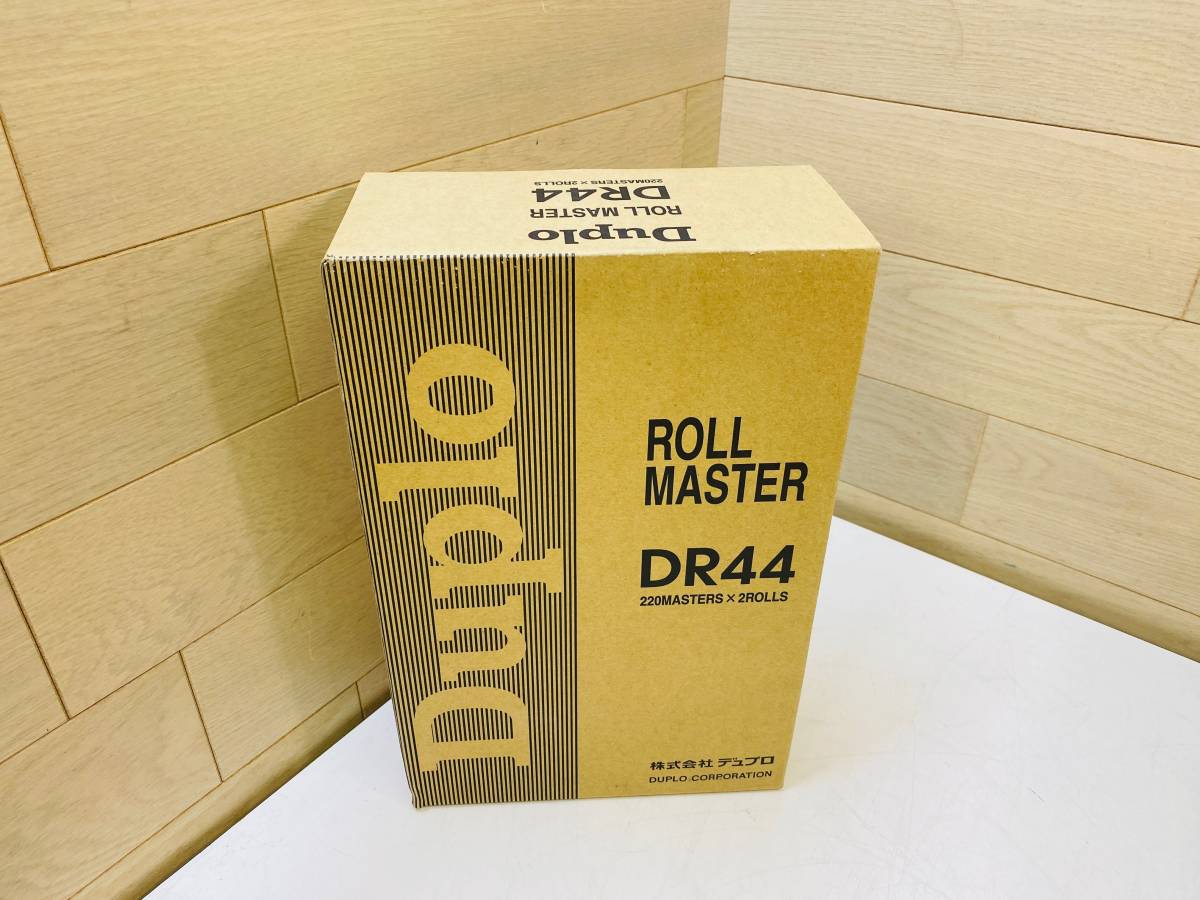 Duplo
ROLL MASTER
DR44
220MASTERS×2ROLLS
Duplo
ROLL
MASTER
DR44
220MASTERS×2ROLLS
株式会社 デュプロ
DUPLO CORPORATION